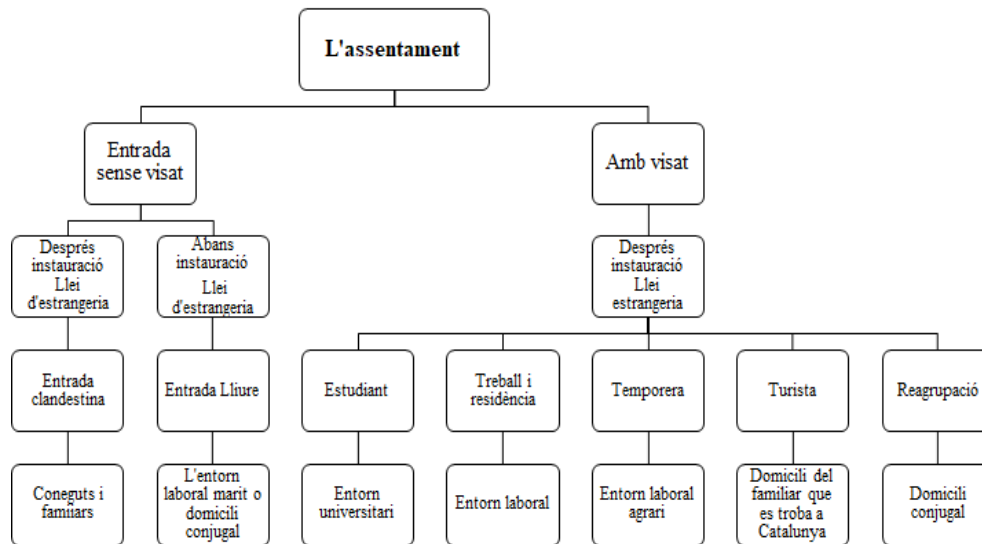 L'assentament
Entrada
sense visat
Amb visat
Després
instauració
Llei
d'estrangeria
Abans
instauració
Llei
d'estrangeria
Després
instauració
Llei
estrangeria
Entrada
clandestina
Entrada Lliure
Estudiant
Treball i
residència
Temporera
Turista
Reagrupació
Coneguts i
familiars
L'entorn
laboral marit o
domicili
conjugal
Entorn
universitari
Entorn laboral
Entorn laboral
agrari
Domicili del
familiar que
es troba a
Catalunya
Domicili
conjugal